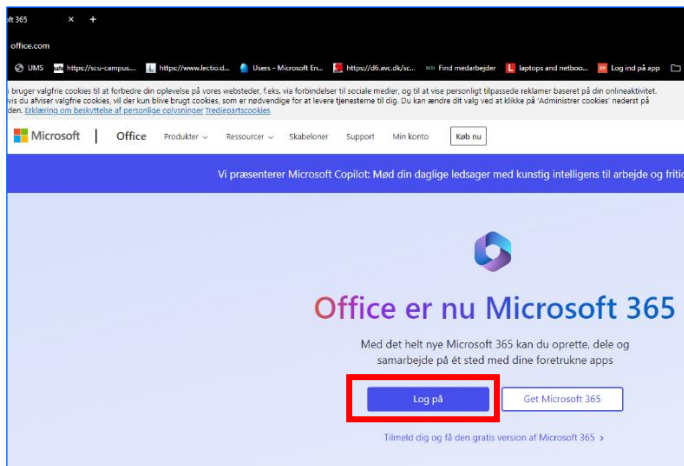 ft 365
office.com
UMS https://scu-campus... https://www.lectio.d... Users - Microsoft En... https://d6.avc.dk/sc... Find medarbejder laptops and netboo... Log ind på app
i bruger valgfrie cookies til at forbedre din oplevelse på vores websteder, f.eks. via forbindelser til sociale medier, og til at vise personligt tilpassede reklamer baseret på din onlineaktivitet.
vis du afviser valgfrie cookies, vil der kun blive brugt cookies, som er nødvendige for at levere tjenesterne til dig. Du kan ændre dit valg ved at klikke på 'Administrer cookies' nederst på
den. Erklæring om beskyttelse af personlige oplysninger Tredjepartscookies
Microsoft Office Produkter Ressourcer Skabeloner Support Min konto Køb nu
Vi præsenterer Microsoft Copilot: Mød din daglige ledsager med kunstig intelligens til arbejde og fritid
Office er nu Microsoft 365
Med det helt nye Microsoft 365 kan du oprette, dele og
samarbejde på ét sted med dine foretrukne apps
Log på Get Microsoft 365
Tilmeld dig og få den gratis version af Microsoft 365 >